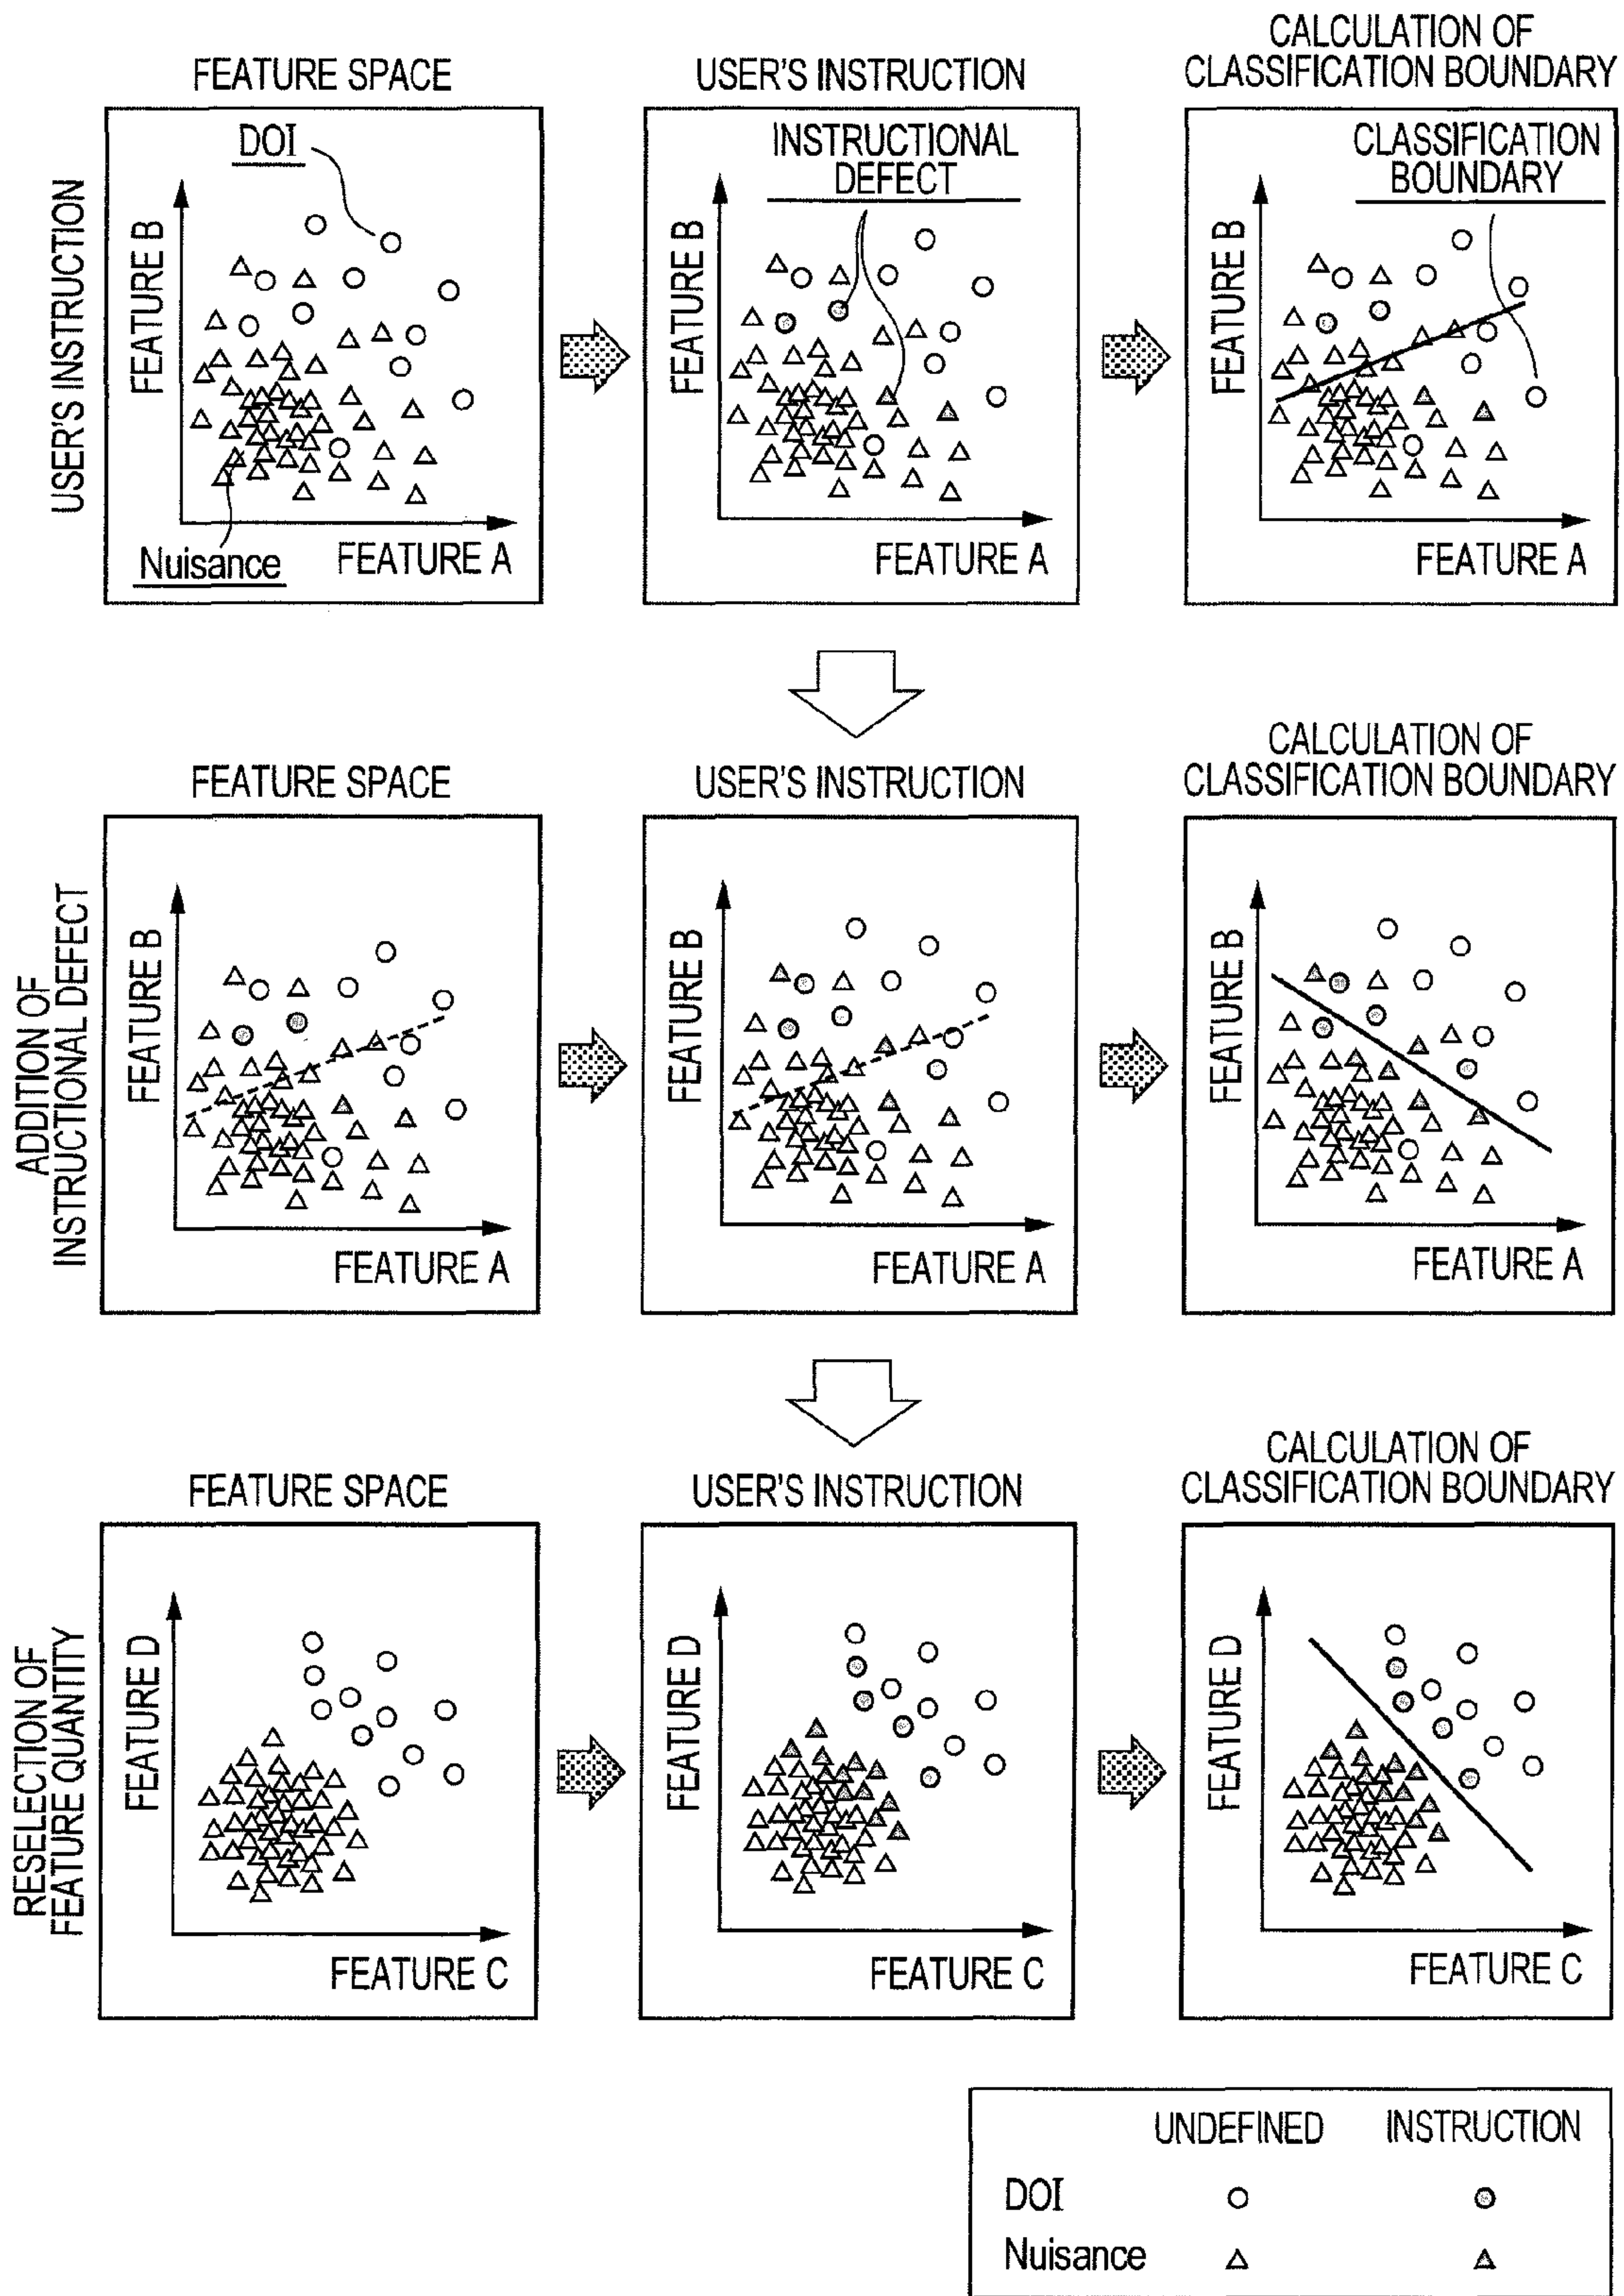 USER'S INSTRUCTION
FEATURE SPACE
DOI
FEATURE B
Nuisance
FEATURE A
USER'S INSTRUCTION
INSTRUCTIONAL
DEFECT
FEATURE B
FEATURE A
CALCULATION OF
CLASSIFICATION BOUNDARY
CLASSIFICATION
BOUNDARY
FEATURE B
FEATURE A
ADDITION OF
INSTRUCTIONAL DEFECT
FEATURE SPACE
FEATURE B
FEATURE A
USER'S INSTRUCTION
FEATURE B
FEATURE A
CALCULATION OF
CLASSIFICATION BOUNDARY
FEATURE B
FEATURE A
RESELECTION OF
FEATURE QUANTITY
FEATURE SPACE
FEATURE D
FEATURE C
USER'S INSTRUCTION
FEATURE D
FEATURE C
CALCULATION OF
CLASSIFICATION BOUNDARY
FEATURE D
FEATURE C
UNDEFINED INSTRUCTION
DOI
Nuisance